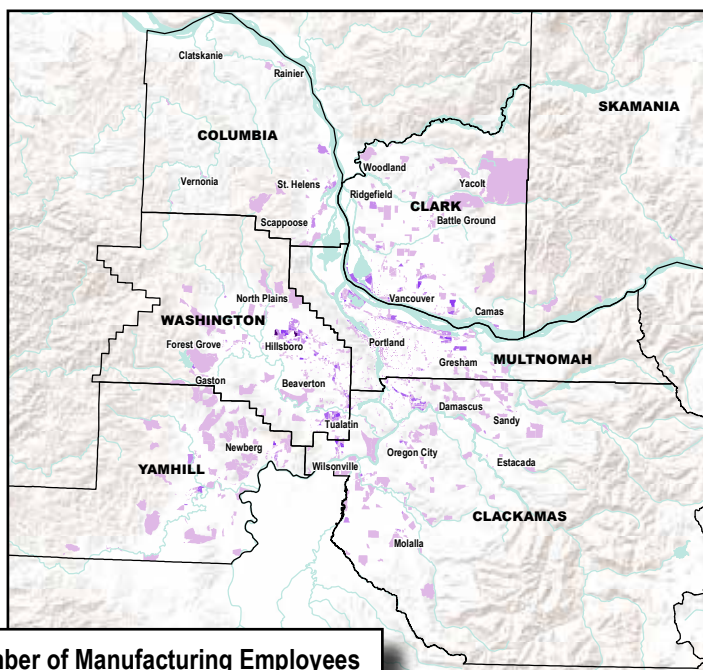 Clatskanie
Rainier
SKAMANIA
COLUMBIA
Woodland
Vernonia
St. Helens
Yacolt
Ridgefield
CLARK
Battle Ground
Scappoose
North Plains
Vancouver
Camas
WASHINGTON
Forest Grove
Hillsboro
Portland
Gresham
MULTNOMAH
Gaston
Beaverton
Damascus
Sandy
Tualatin
Newberg
Oregon City
YAMHILL
Wilsonville
Estacada
CLACKAMAS
Molalla
ber of Manufacturing Employees